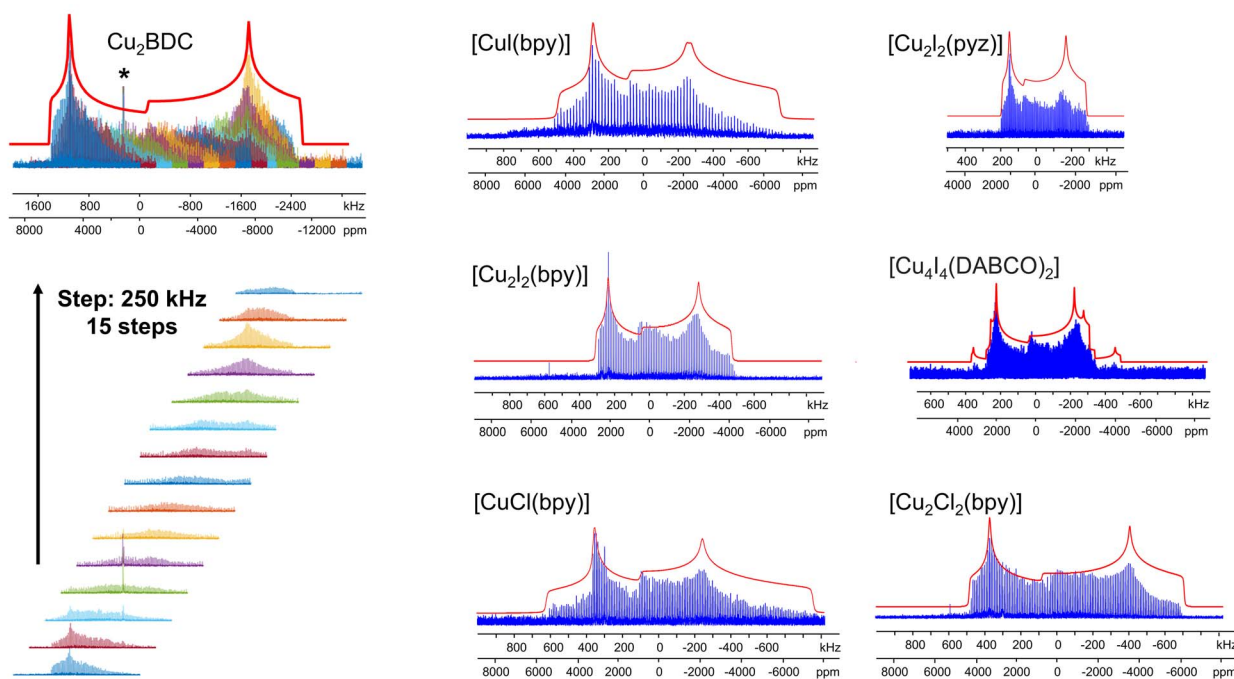 Cu₂BDC
*
1600 800 0 -800 -1600 -2400 kHz
8000 4000 0 -4000 -8000 -12000 ppm
Step: 250 kHz
15 steps
[CuI(bpy)]
800 600 400 200 0 -200 -400 -600 kHz
8000 6000 4000 2000 0 -2000 -4000 -6000 ppm
[Cu₂I₂(pyz)]
400 200 0 -200 kHz
4000 2000 0 -2000 ppm
[Cu₂I₂(bpy)]
800 600 400 200 0 -200 -400 -600 kHz
8000 6000 4000 2000 0 -2000 -4000 -6000 ppm
[Cu₄I₄(DABCO)₂]
600 400 200 0 -200 -400 -600 kHz
4000 2000 0 -2000 -4000 -6000 ppm
[CuCl(bpy)]
800 600 400 200 0 -200 -400 -600 kHz
8000 6000 4000 2000 0 -2000 -4000 -6000 ppm
[Cu₂Cl₂(bpy)]
800 600 400 200 0 -200 -400 -600 kHz
8000 6000 4000 2000 0 -2000 -4000 -6000 ppm